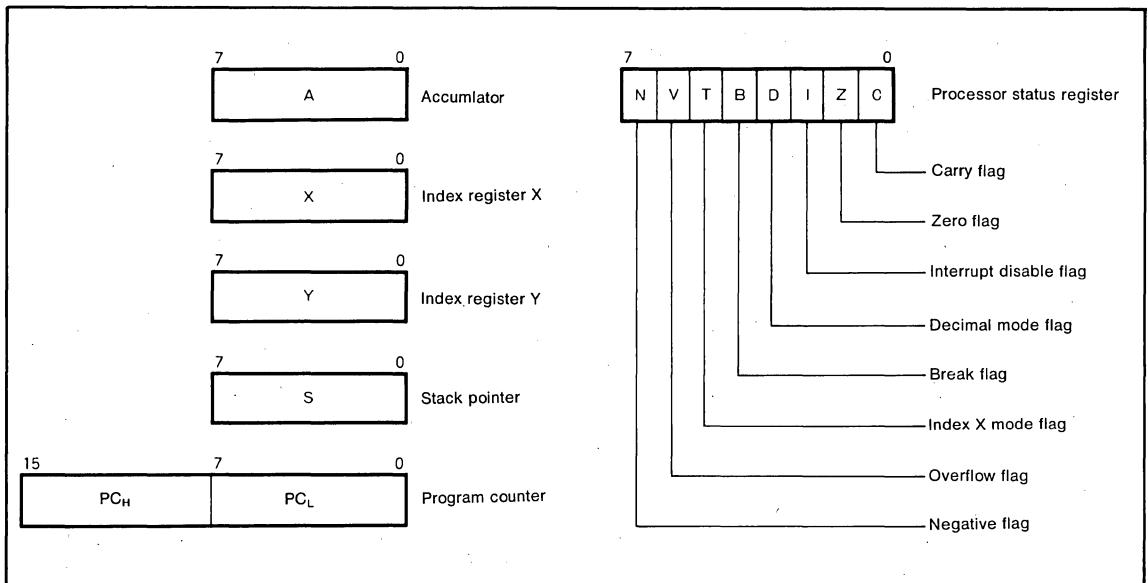 7 0
A
Accumlator
7 0
X
Index register X
7 0
Y
Index register Y
7 0
S
Stack pointer
15 7 0
PCH PCL
Program counter
7 0
N V T B D I Z C
Processor status register
Carry flag
Zero flag
Interrupt disable flag
Decimal mode flag
Break flag
Index X mode flag
Overflow flag
Negative flag